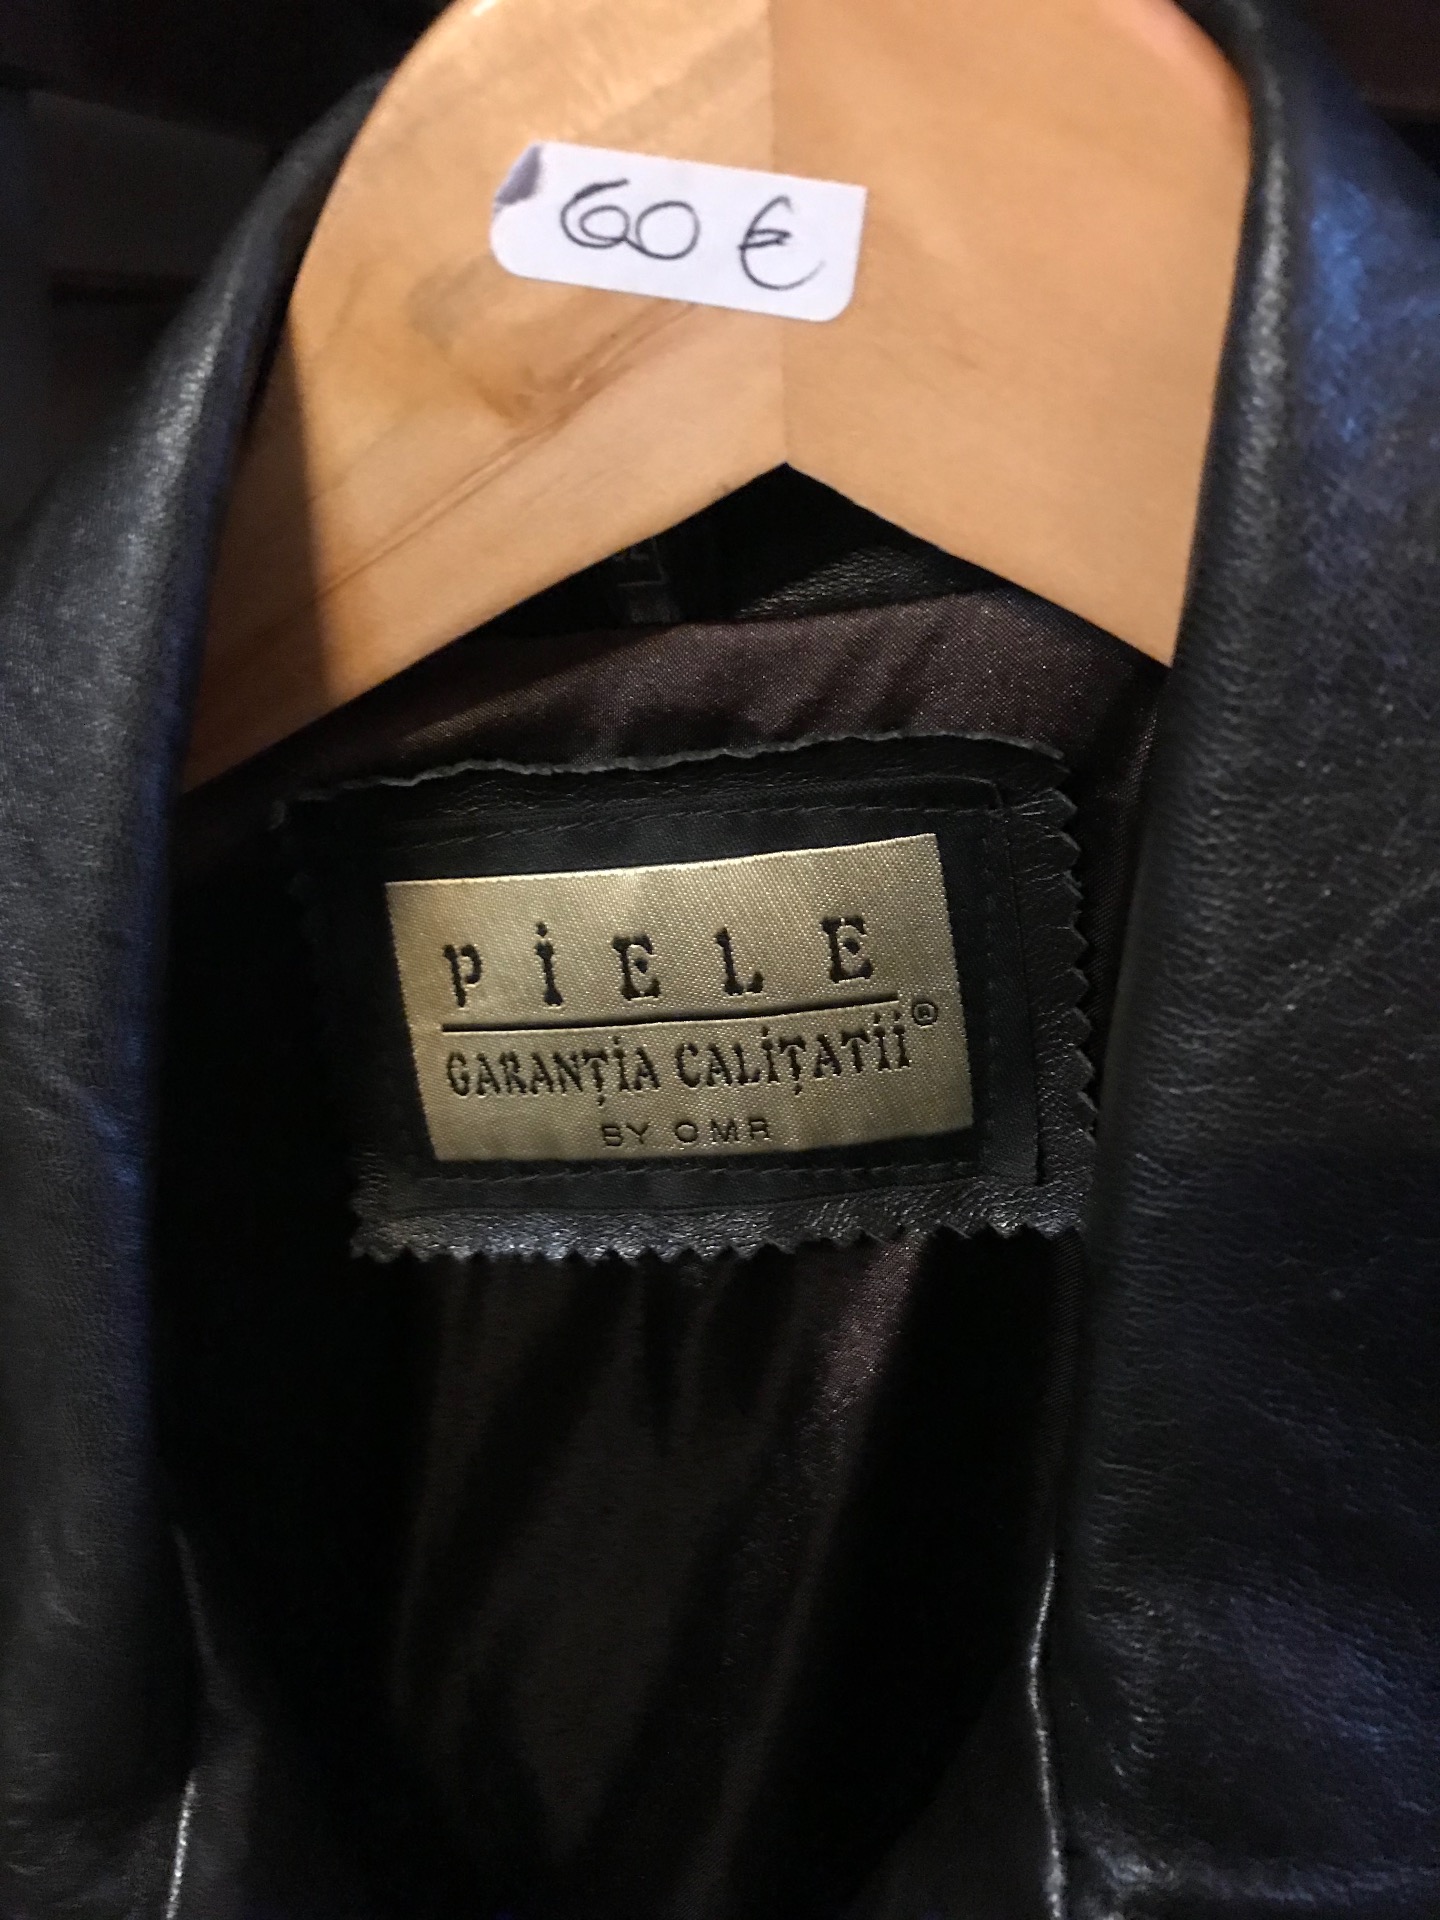 60 €
PiELE
GARANȚiA CALiȚATii®
BY OMR